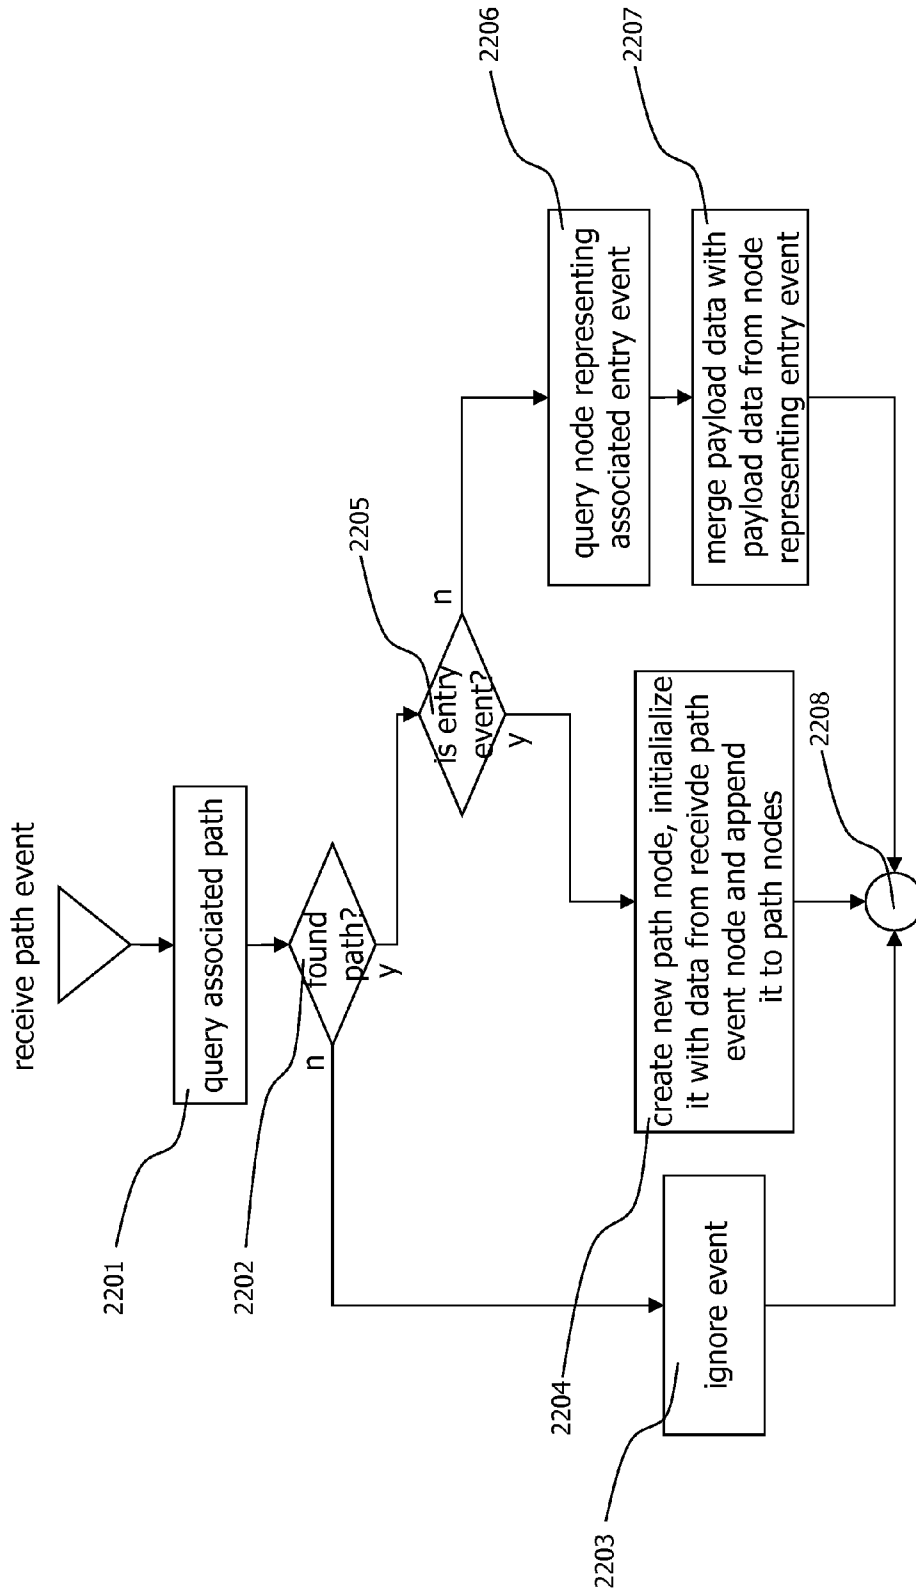 receive path event
2201
query associated path
2202
found
path?
n
y
2205
is entry
event?
n
y
2206
query node representing
associated entry event
2207
merge payload data with
payload data from node
representing entry event
2204
create new path node, initialialize
it with data from receivde path
event node and append
it to path nodes
2203
ignore event
2208